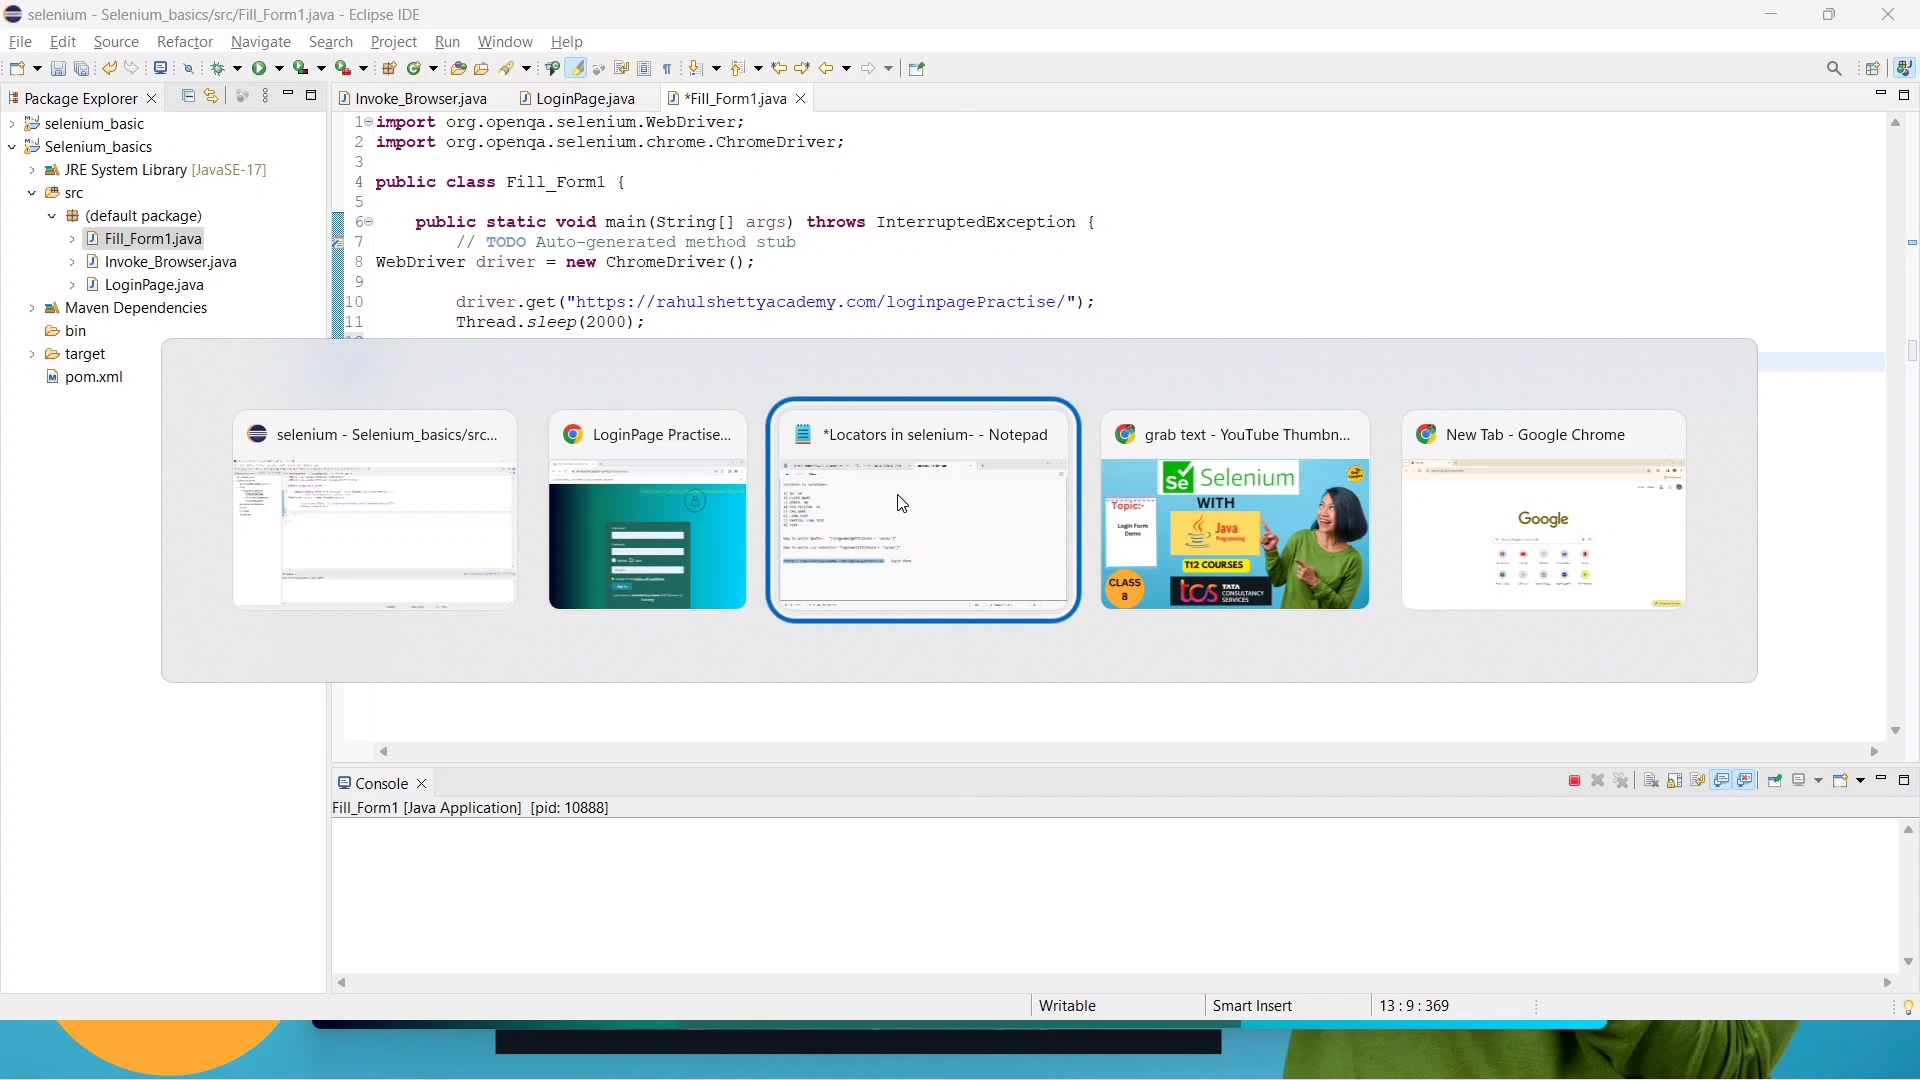 selenium - Selenium_basics/src/Fill_Form1.java - Eclipse IDE
File Edit Source Refactor Navigate Search Project Run Window Help
Package Explorer
Invoke_Browser.java
LoginPage.java
*Fill_Form1.java
selenium_basic
Selenium_basics
JRE System Library [JavaSE-17]
src
(default package)
Fill_Form1.java
Invoke_Browser.java
LoginPage.java
Maven Dependencies
bin
target
pom.xml
1 import org.openqa.selenium.WebDriver;
2 import org.openqa.selenium.chrome.ChromeDriver;
3
4 public class Fill_Form1 {
5
6 public static void main(String[] args) throws InterruptedException {
7 // TODO Auto-generated method stub
8 WebDriver driver = new ChromeDriver();
9
10 driver.get("https://rahulshettyacademy.com/loginpagePractise/");
11 Thread.sleep(2000);
selenium - Selenium_basics/src...
LoginPage Practise...
*Locators in selenium- - Notepad
grab text - YouTube Thumbn...
New Tab - Google Chrome
Se Selenium
WITH
Topic:-
Login Form
Demo
Java
Programming
T12 COURSES
CLASS
8
tcs TATA
CONSULTANCY
SERVICES
Google
Console
Fill_Form1 [Java Application] [pid: 10888]
Writable
Smart Insert
13 : 9 : 369